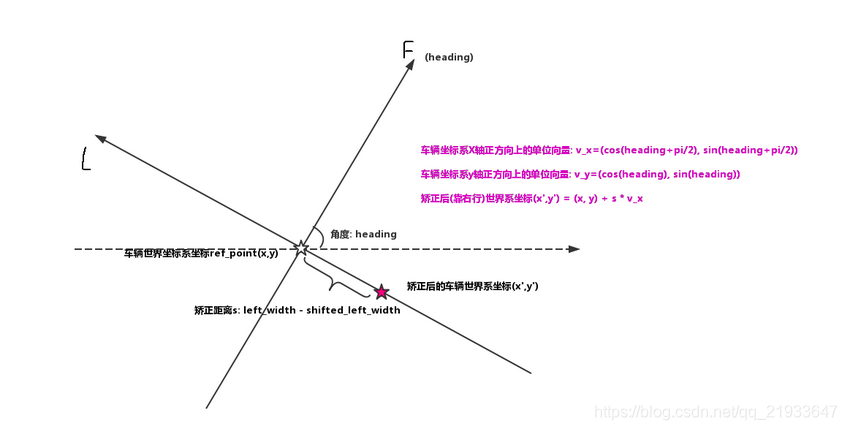 F (heading)
L
车辆坐标系X轴正方向上的单位向量: v_x=(cos(heading+pi/2), sin(heading+pi/2))
车辆坐标系y轴正方向上的单位向量: v_y=(cos(heading), sin(heading))
矫正后(靠右行)世界系坐标(x',y') = (x, y) + s * v_x
角度: heading
车辆世界坐标系坐标ref_point(x,y)
矫正后的车辆世界系坐标(x',y')
矫正距离s: left_width - shifted_left_width
https://blog.csdn.net/qq_21933647